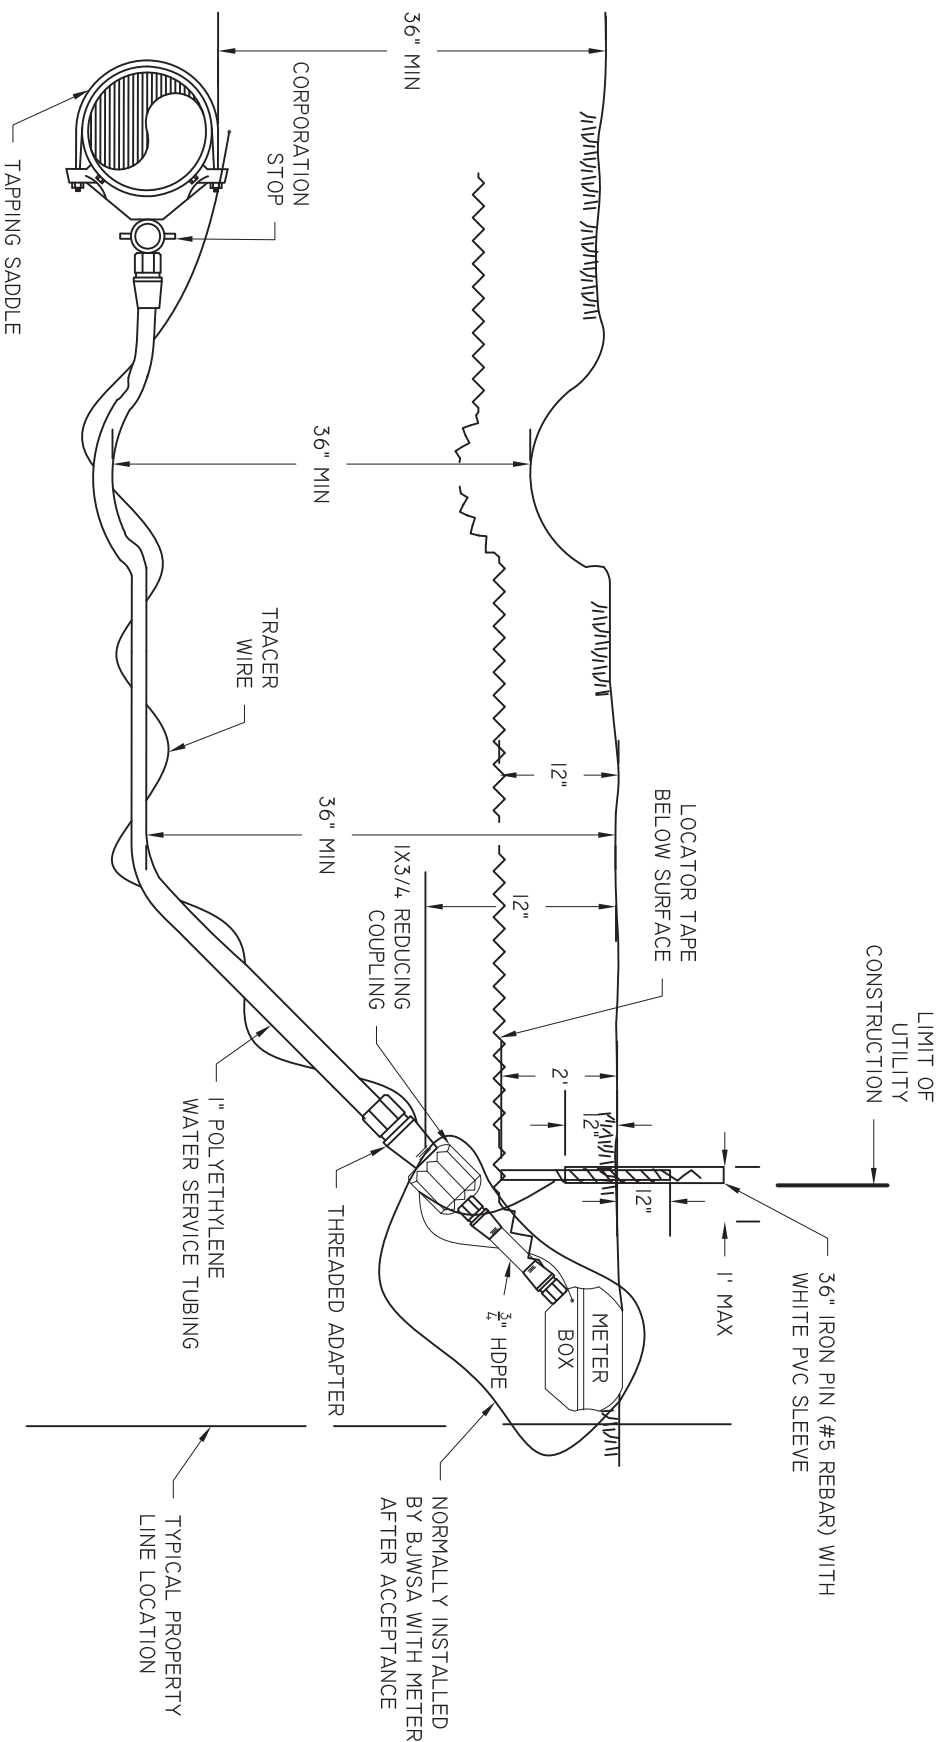 LIMIT OF
UTILITY
CONSTRUCTION
36" IRON PIN (#5 REBAR) WITH
WHITE PVC SLEEVE
1' MAX
LOCATOR TAPE
BELOW SURFACE
36" MIN
12"
12"
2'
12"
12"
METER
BOX
CORPORATION
STOP
36" MIN
36" MIN
1X3/4 REDUCING
COUPLING
3/4" HDPE
NORMALLY INSTALLED
BY BJWSA WITH METER
AFTER ACCEPTANCE
TRACER
WIRE
THREADED ADAPTER
1" POLYETHYLENE
WATER SERVICE TUBING
TAPPING SADDLE
TYPICAL PROPERTY
LINE LOCATION